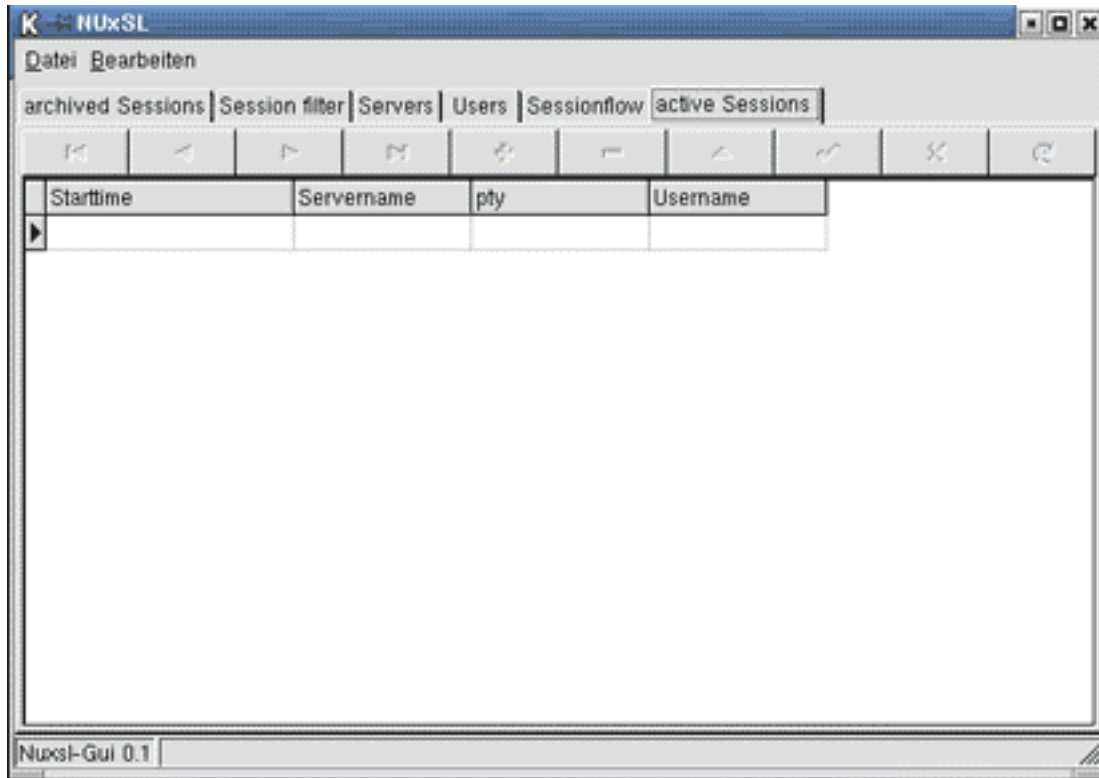 NUxSL
Datei Bearbeiten
archived Sessions Session filter Servers Users Sessionflow active Sessions
Starttime Servername pty Username
Nuxsl-Gui 0.1